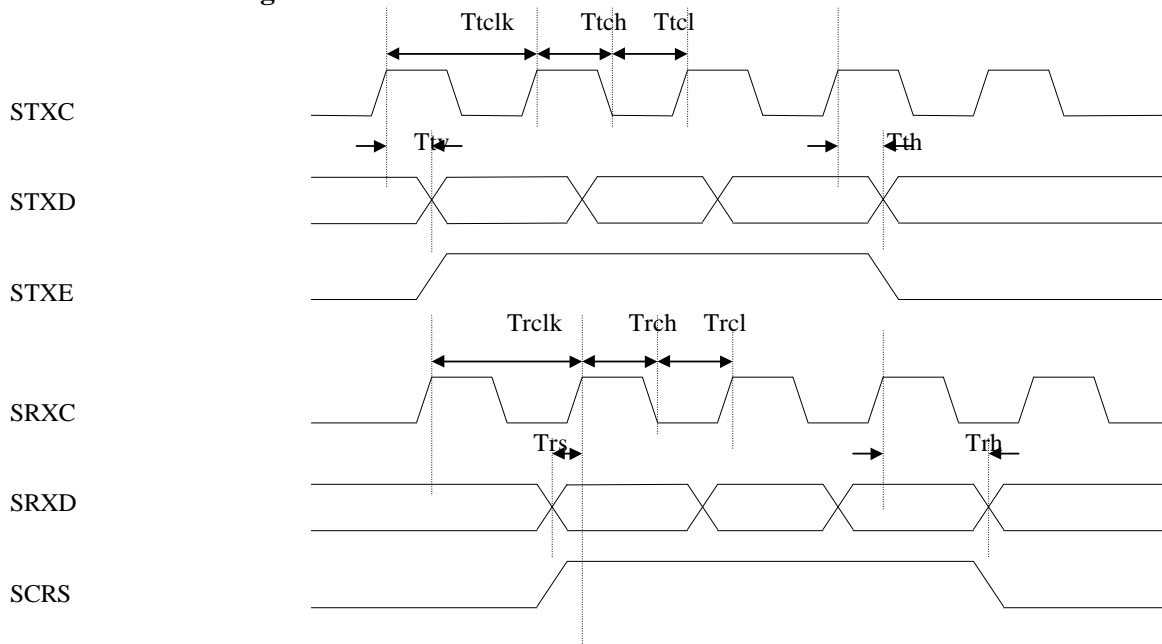 Ttclk Ttch Ttcl
STXC
Ttv Tth
STXD
STXE
Trclk Trch Trcl
SRXC
Trs Trh
SRXD
SCRS